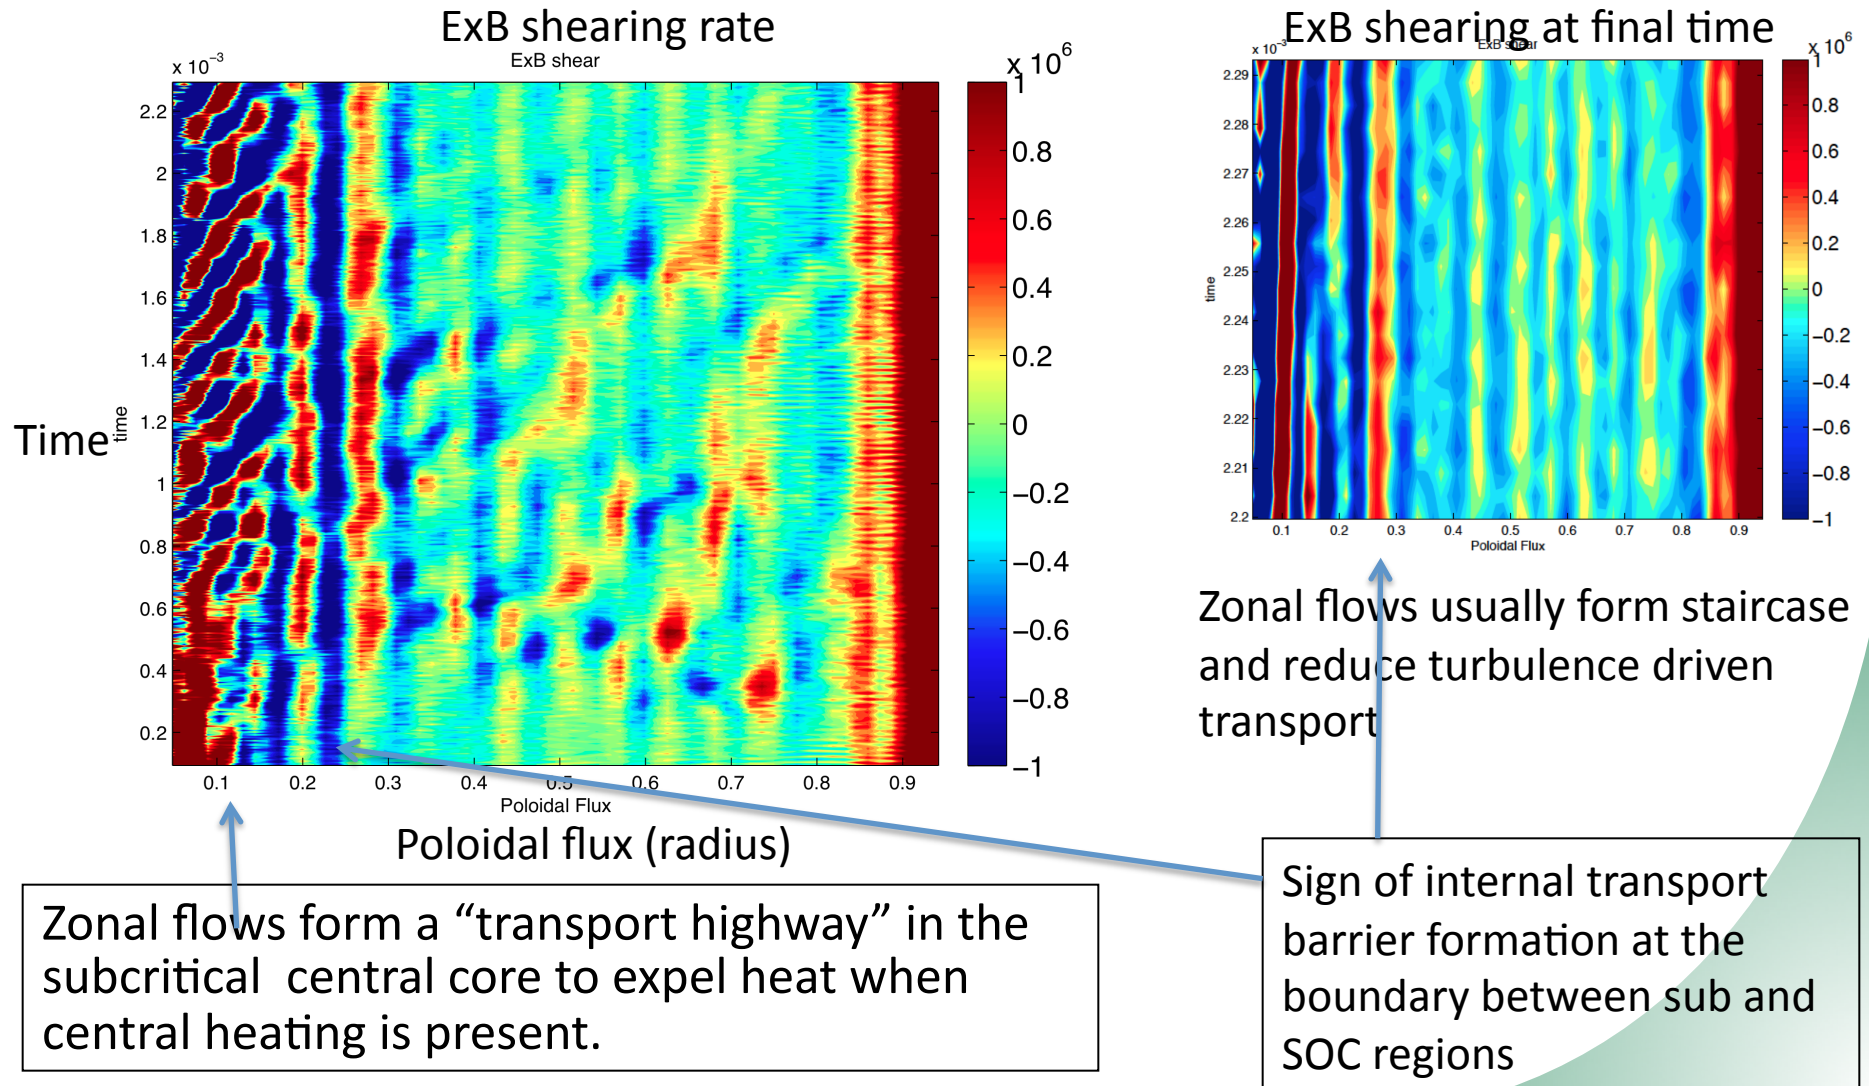 ExB shearing rate
ExB shear
x 10⁻³
x 10⁶
2.2
2
1.8
1.6
1.4
1.2
1
0.8
0.6
0.4
0.2
Time
time
0.1 0.2 0.3 0.4 0.5 0.6 0.7 0.8 0.9
Poloidal Flux
Poloidal flux (radius)
1
0.8
0.6
0.4
0.2
0
−0.2
−0.4
−0.6
−0.8
−1
ExB shearing at final time
ExB shear
x 10⁻³
x 10⁶
2.29
2.28
2.27
2.26
2.25
2.24
2.23
2.22
2.21
2.2
time
0.1 0.2 0.3 0.4 0.5 0.6 0.7 0.8 0.9
Poloidal Flux
1
0.8
0.6
0.4
0.2
0
−0.2
−0.4
−0.6
−0.8
−1
Zonal flows usually form staircase
and reduce turbulence driven
transport
Zonal flows form a “transport highway” in the
subcritical central core to expel heat when
central heating is present.
Sign of internal transport
barrier formation at the
boundary between sub and
SOC regions